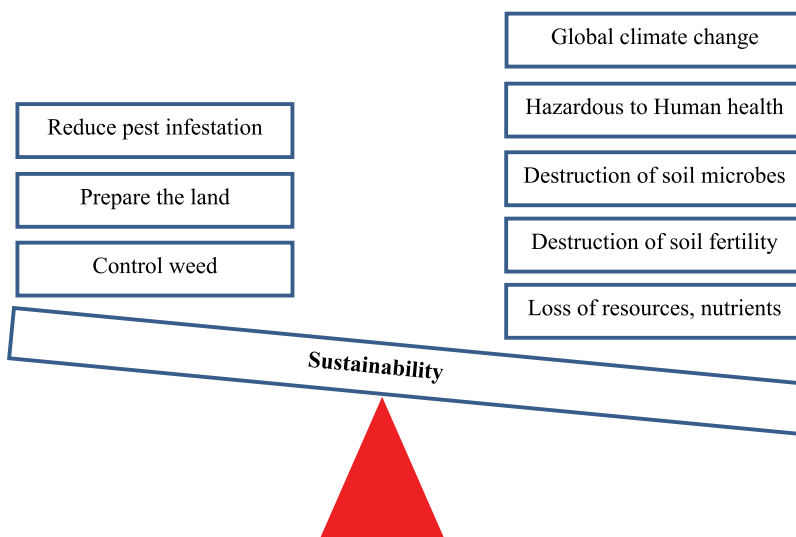 Reduce pest infestation
Prepare the land
Control weed
Global climate change
Hazardous to Human health
Destruction of soil microbes
Destruction of soil fertility
Loss of resources, nutrients
Sustainability